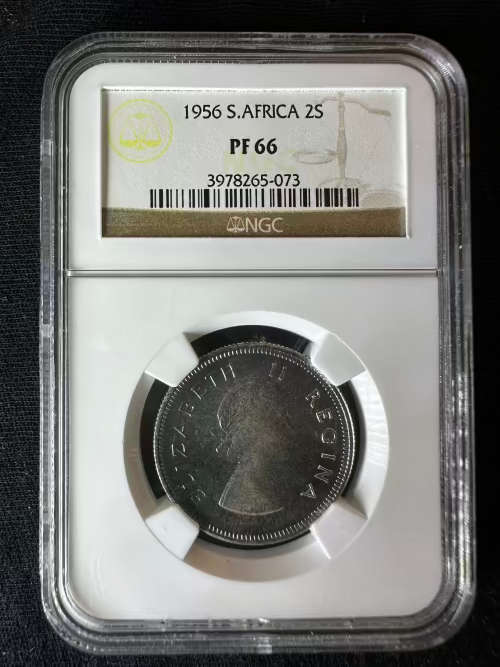 1956 S.AFRICA 2S
PF 66
3978265-073
NGC
ELIZABETH II REGINA